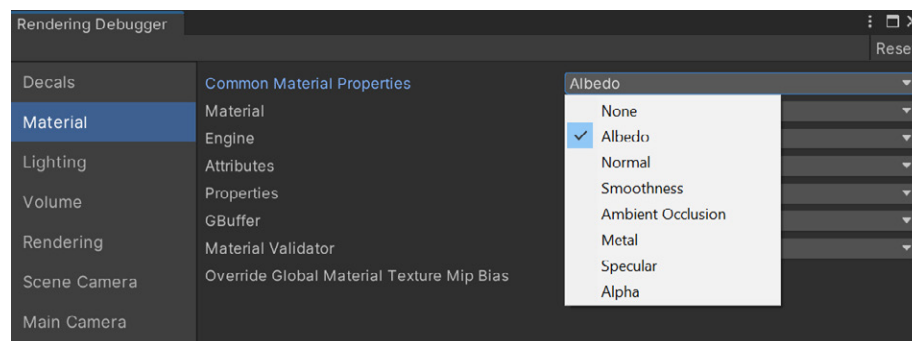 Rendering Debugger
Rese
Decals
Material
Lighting
Volume
Rendering
Scene Camera
Main Camera
Common Material Properties
Albedo
Material
Engine
Attributes
Properties
GBuffer
Material Validator
Override Global Material Texture Mip Bias
None
Albedo
Normal
Smoothness
Ambient Occlusion
Metal
Specular
Alpha